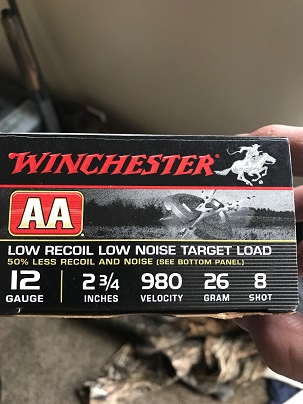 WINCHESTER
AA
LOW RECOIL LOW NOISE TARGET LOAD
50% LESS RECOIL AND NOISE (SEE BOTTOM PANEL)
12 2 3/4 980 26 8
GAUGE INCHES VELOCITY GRAM SHOT